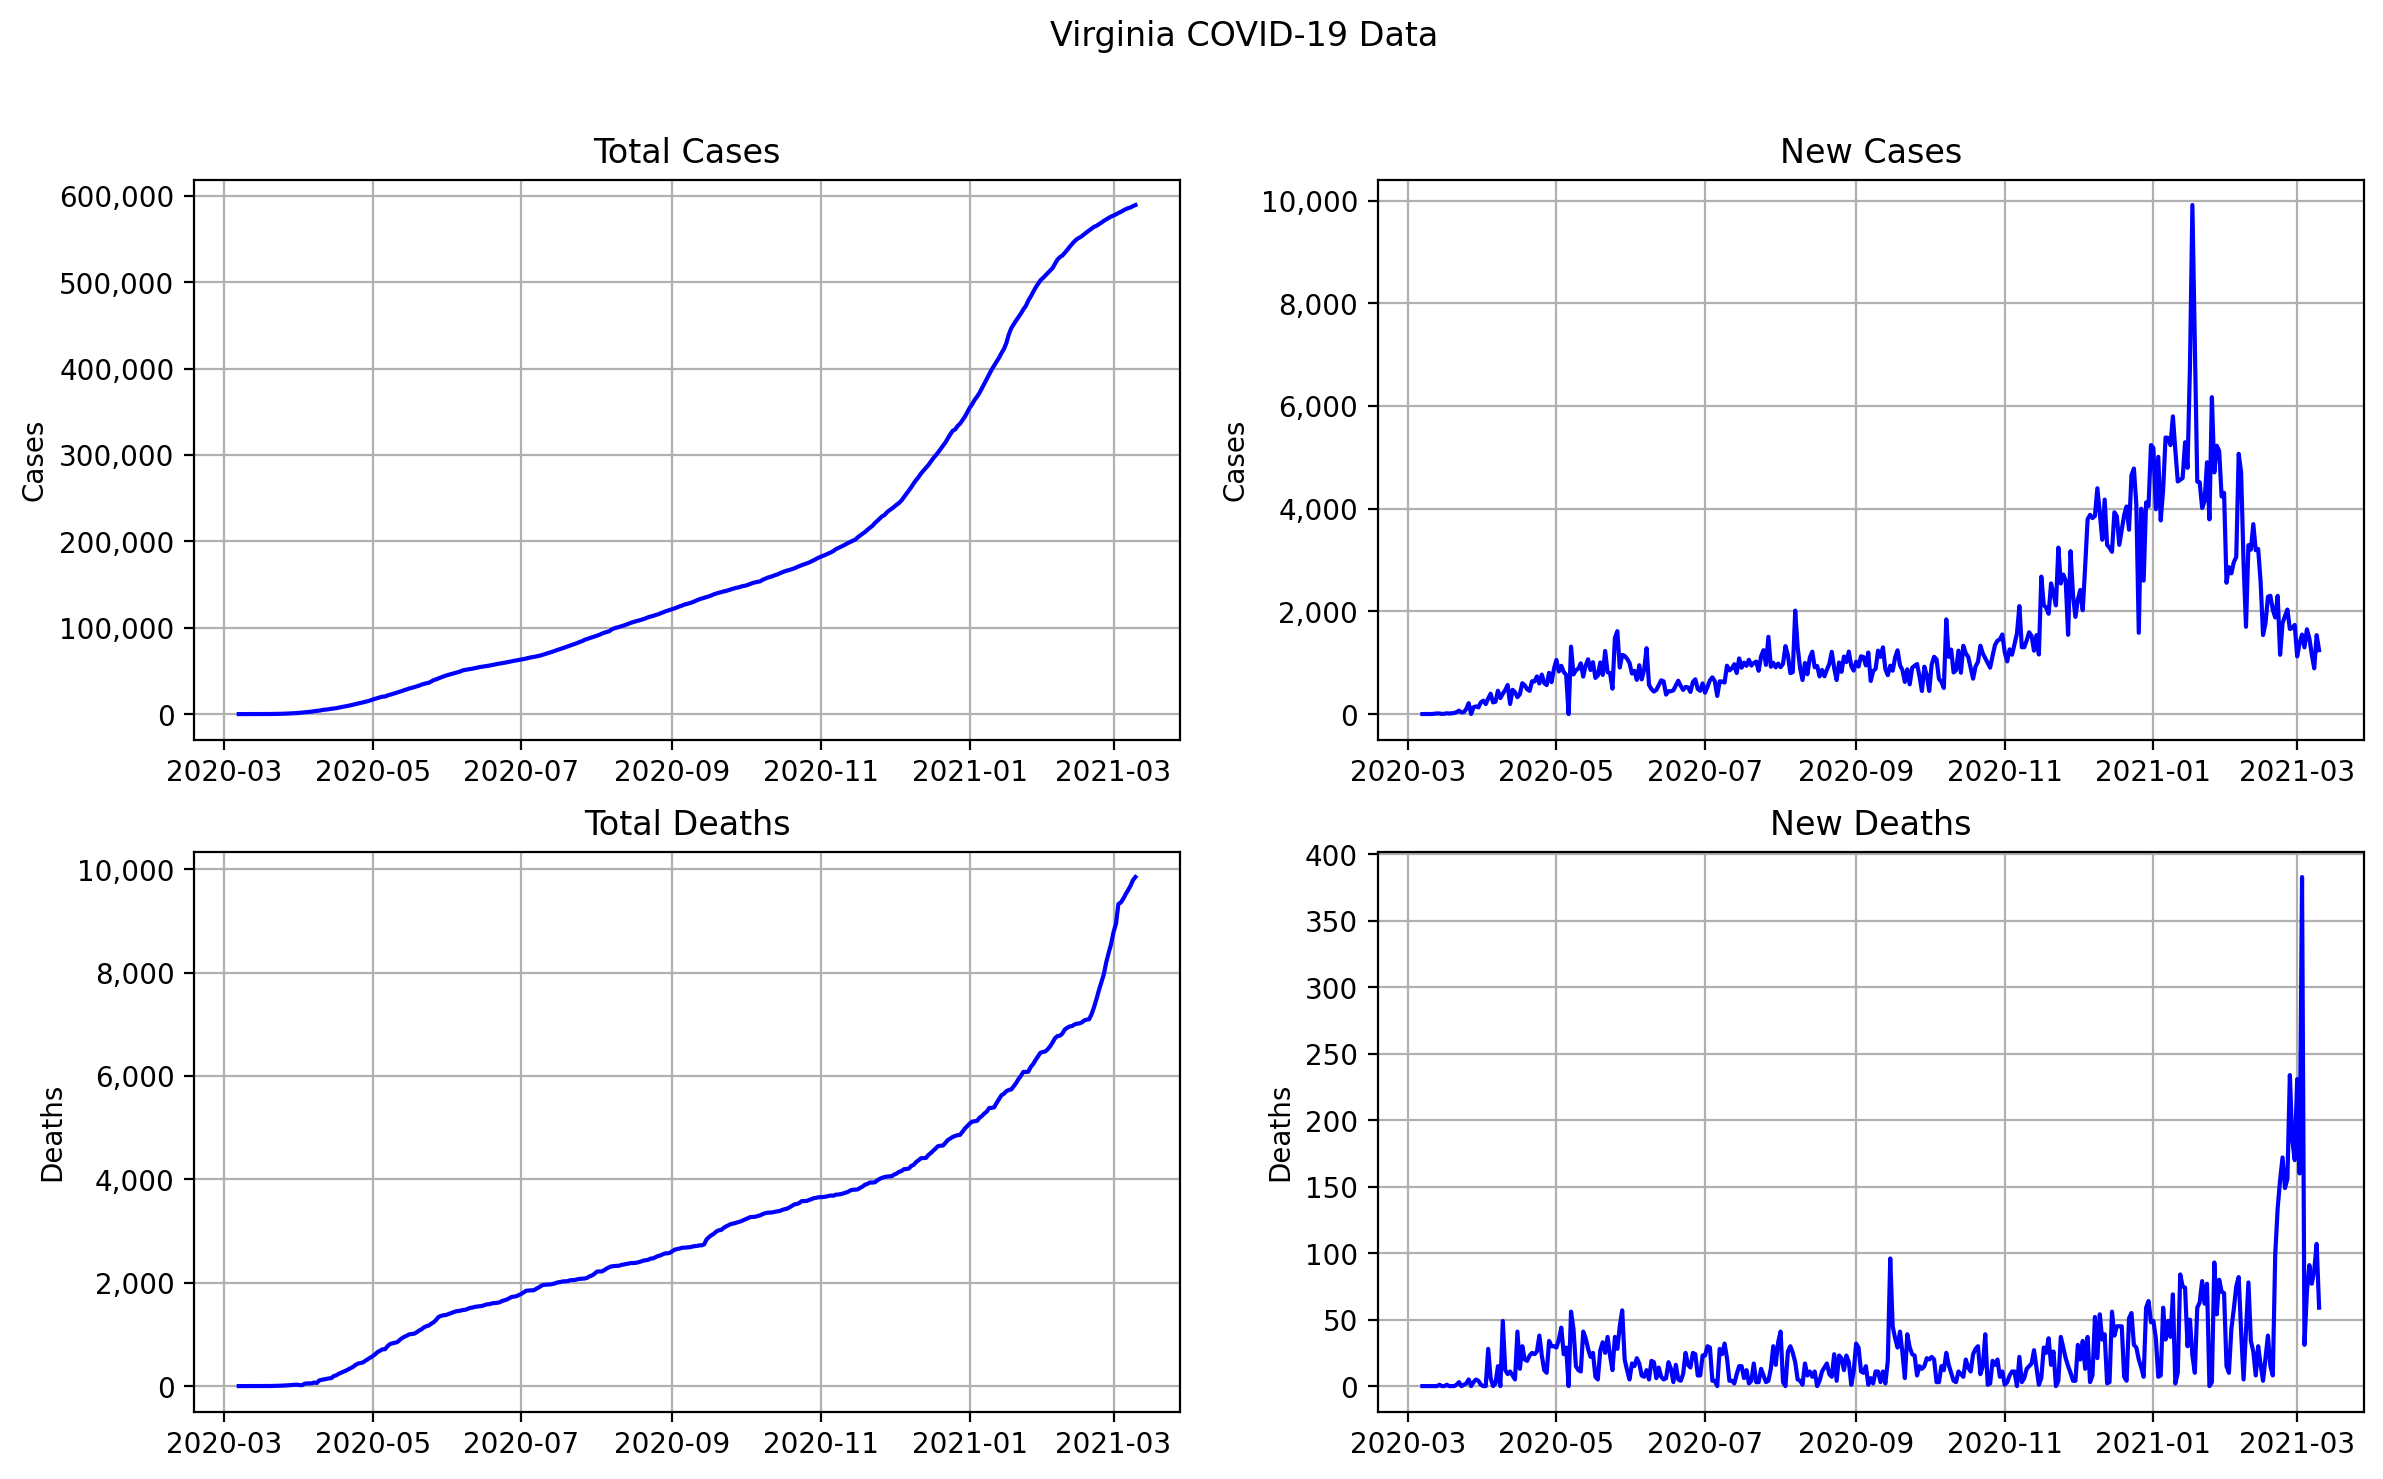 Virginia COVID-19 Data
Total Cases
600,000
500,000
400,000
300,000
200,000
100,000
0
Cases
2020-03 2020-05 2020-07 2020-09 2020-11 2021-01 2021-03
New Cases
10,000
8,000
6,000
4,000
2,000
0
Cases
2020-03 2020-05 2020-07 2020-09 2020-11 2021-01 2021-03
Total Deaths
10,000
8,000
6,000
4,000
2,000
0
Deaths
2020-03 2020-05 2020-07 2020-09 2020-11 2021-01 2021-03
New Deaths
400
350
300
250
200
150
100
50
0
Deaths
2020-03 2020-05 2020-07 2020-09 2020-11 2021-01 2021-03